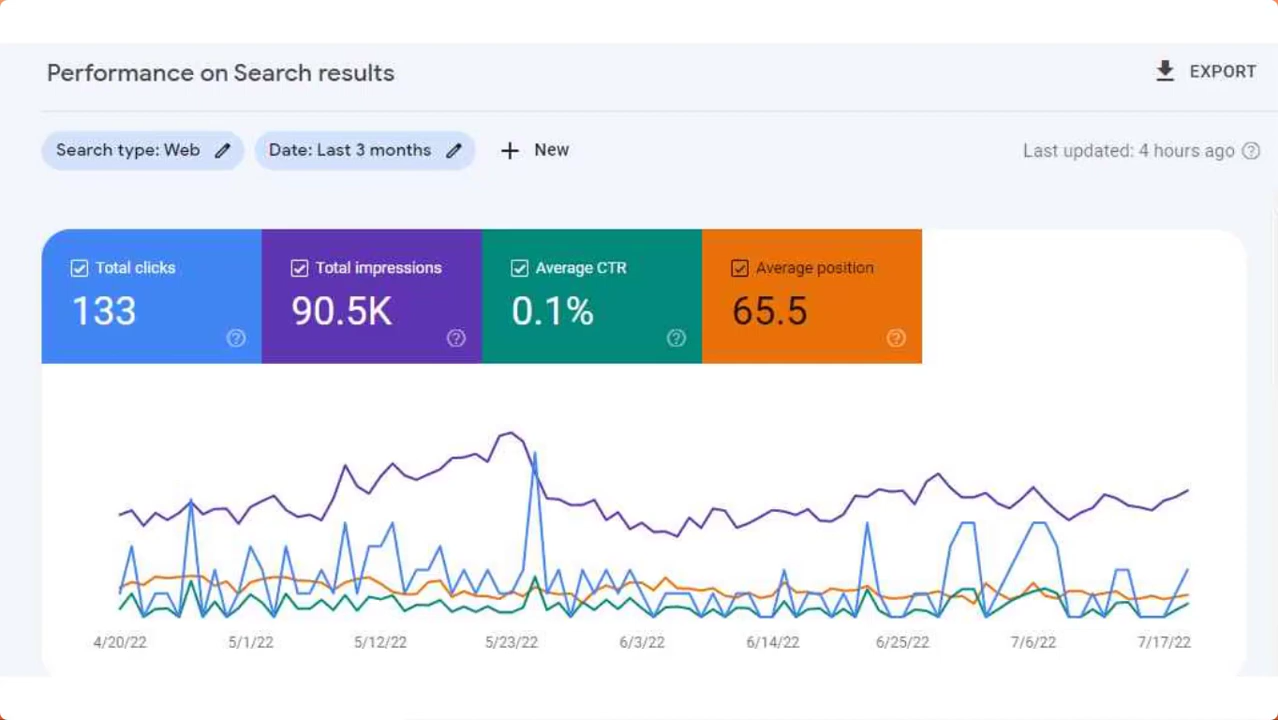 Performance on Search results
EXPORT
Search type: Web
Date: Last 3 months
+ New
Last updated: 4 hours ago
Total clicks
133
Total impressions
90.5K
Average CTR
0.1%
Average position
65.5
4/20/22 5/1/22 5/12/22 5/23/22 6/3/22 6/14/22 6/25/22 7/6/22 7/17/22